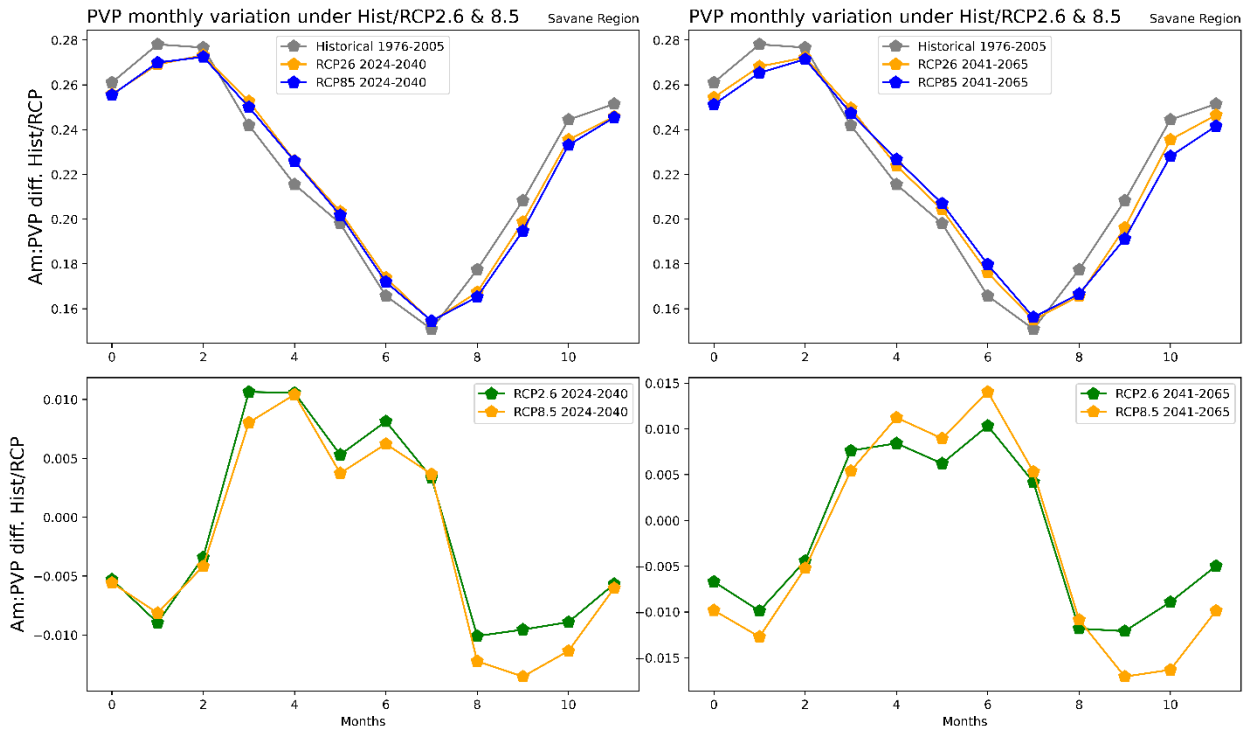 PVP monthly variation under Hist/RCP2.6 & 8.5 Savane Region
Am:PVP diff. Hist/RCP
0.28
0.26
0.24
0.22
0.20
0.18
0.16
Historical 1976-2005
RCP26 2024-2040
RCP85 2024-2040
0 2 4 6 8 10
PVP monthly variation under Hist/RCP2.6 & 8.5 Savane Region
0.28
0.26
0.24
0.22
0.20
0.18
0.16
Historical 1976-2005
RCP26 2041-2065
RCP85 2041-2065
0 2 4 6 8 10
Am:PVP diff. Hist/RCP
0.010
0.005
0.000
−0.005
−0.010
RCP2.6 2024-2040
RCP8.5 2024-2040
0 2 4 6 8 10
Months
0.015
0.010
0.005
0.000
−0.005
−0.010
−0.015
RCP2.6 2041-2065
RCP8.5 2041-2065
0 2 4 6 8 10
Months